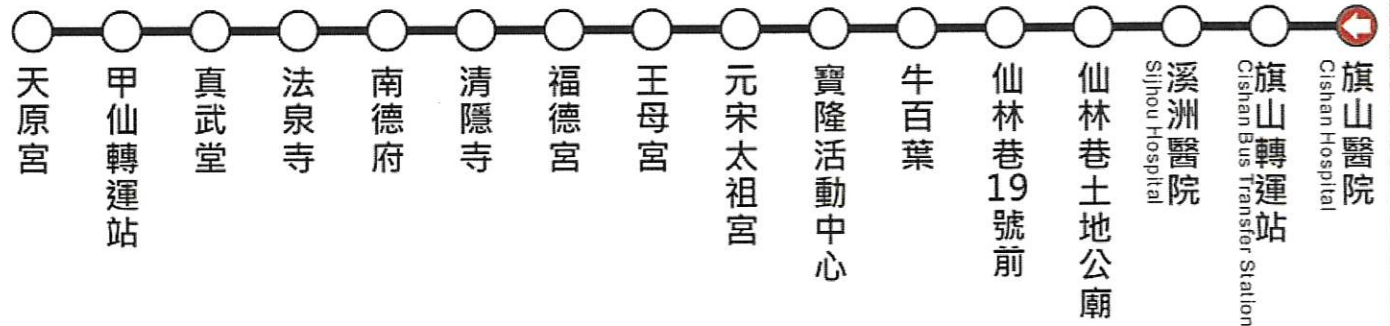 天原宮
甲仙轉運站
真武堂
法泉寺
南德府
清隱寺
福德宮
王母宮
元宋太祖宮
寶隆活動中心
牛百葉
仙林巷19號前
仙林巷土地公廟
溪洲醫院
Sijhou Hospital
旗山轉運站
Cishan Bus Transfer Station
旗山醫院
Cishan Hospital